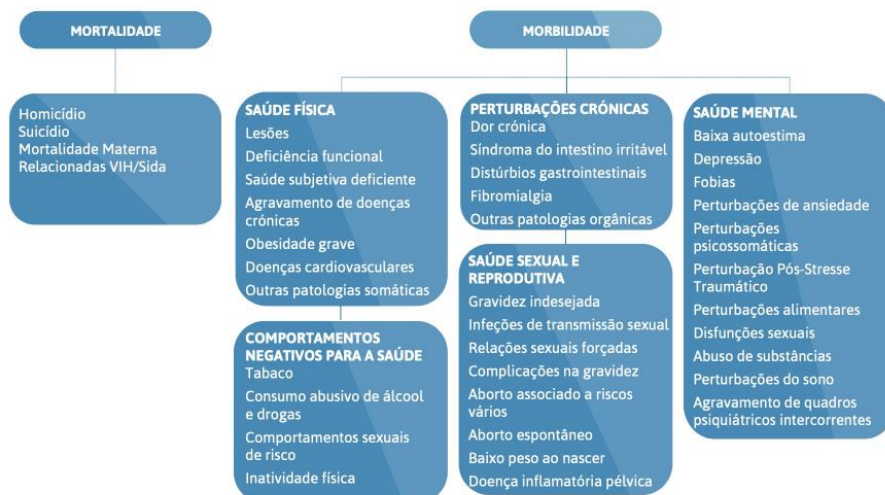 MORTALIDADE
Homicídio
Suicídio
Mortalidade Materna
Relacionadas VIH/Sida
MORBILIDADE
SAÚDE FÍSICA
Lesões
Deficiência funcional
Saúde subjetiva deficiente
Agravamento de doenças
crónicas
Obesidade grave
Doenças cardiovasculares
Outras patologias somáticas
COMPORTAMENTOS
NEGATIVOS PARA A SAÚDE
Tabaco
Consumo abusivo de álcool
e drogas
Comportamentos sexuais
de risco
Inatividade física
PERTURBAÇÕES CRÓNICAS
Dor crónica
Síndroma do intestino irritável
Distúrbios gastrointestinais
Fibromialgia
Outras patologias orgânicas
SAÚDE SEXUAL E
REPRODUTIVA
Gravidez indesejada
Infeções de transmissão sexual
Relações sexuais forçadas
Complicações na gravidez
Aborto associado a riscos
vários
Aborto espontâneo
Baixo peso ao nascer
Doença inflamatória pélvica
SAÚDE MENTAL
Baixa autoestima
Depressão
Fobias
Perturbações de ansiedade
Perturbações
psicossomáticas
Perturbação Pós-Stresse
Traumático
Perturbações alimentares
Disfunções sexuais
Abuso de substâncias
Perturbações do sono
Agravamento de quadros
psiquiátricos intercorrentes